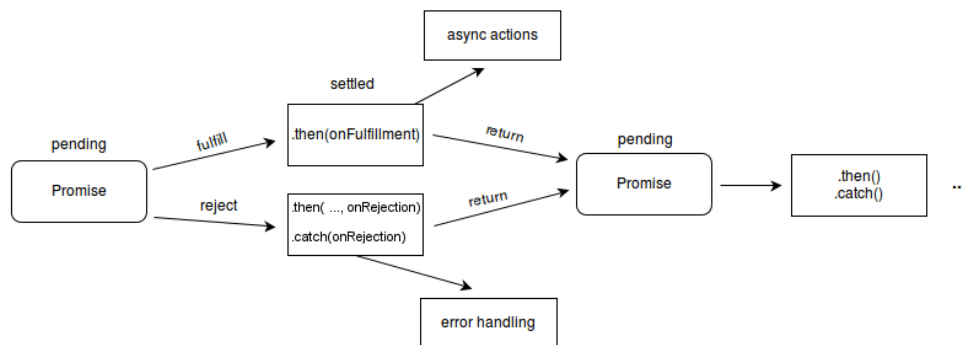 async actions
settled
.then(onFulfillment)
fulfill
return
pending
Promise
pending
Promise
.then()
.catch()
..
reject
.then( ..., onRejection)
.catch(onRejection)
return
error handling